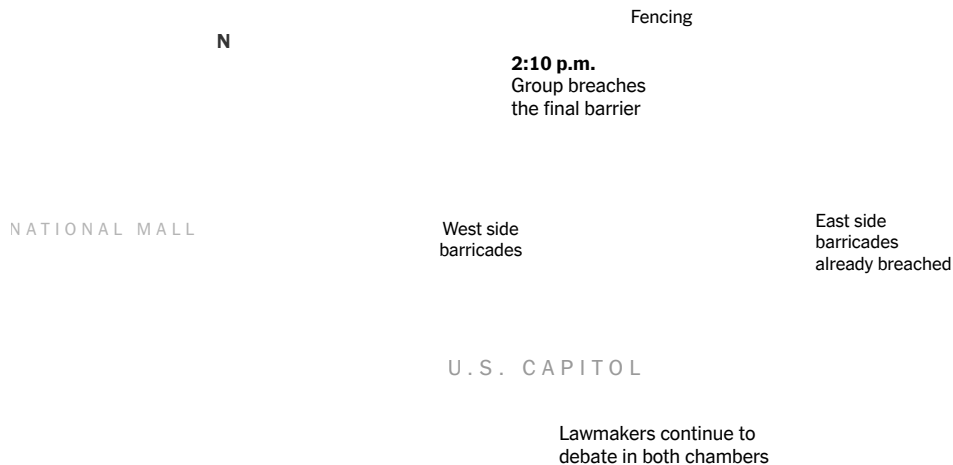 Fencing
N
2:10 p.m.
Group breaches
the final barrier
NATIONAL MALL
West side
barricades
East side
barricades
already breached
U.S. CAPITOL
Lawmakers continue to
debate in both chambers